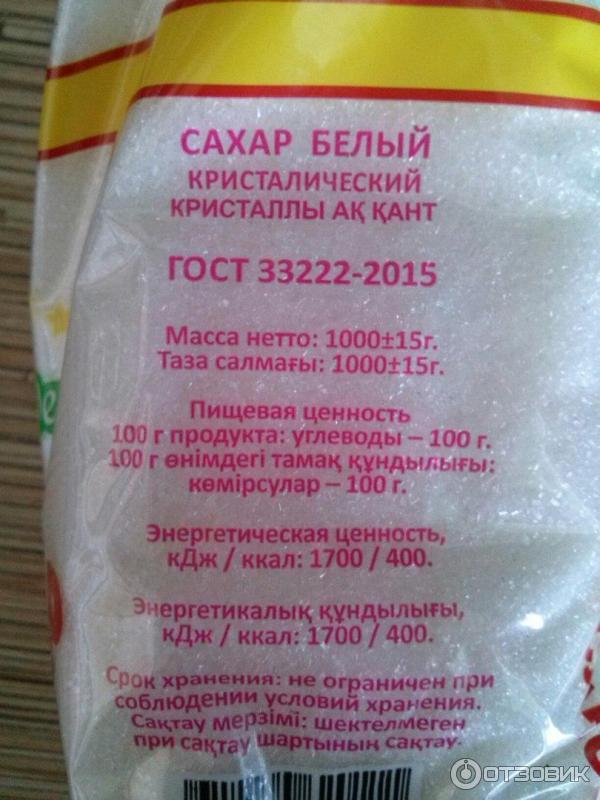 САХАР БЕЛЫЙ
КРИСТАЛИЧЕСКИЙ
КРИСТАЛЛЫ АҚ ҚАНТ
ГОСТ 33222-2015
Масса нетто: 1000±15г.
Таза салмағы: 1000±15г.
Пищевая ценность
100 г продукта: углеводы – 100 г.
100 г өнімдегі тамақ құндылығы:
көмірсулар – 100 г.
Энергетическая ценность,
кДж / ккал: 1700 / 400.
Энергетикалық құндылығы,
кДж / ккал: 1700 / 400.
Срок хранения: не ограничен при
соблюдении условий хранения.
Сақтау мерзімі: шектелмеген
при сақтау шартының сақтау.
ОТЗОВИК